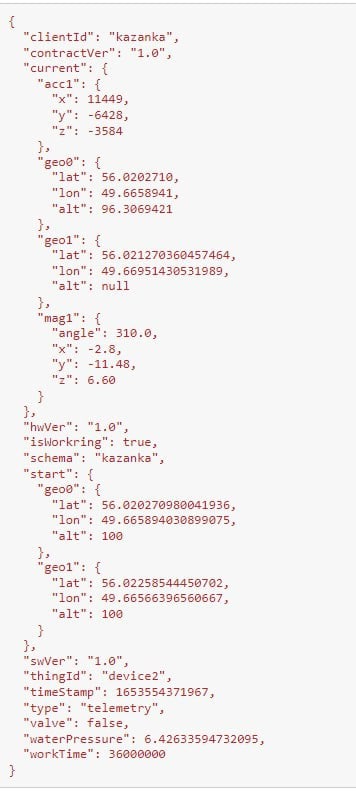 {
  "clientId": "kazanka",
  "contractVer": "1.0",
  "current": {
    "acc1": {
      "x": 11449,
      "y": -6428,
      "z": -3584
    },
    "geo0": {
      "lat": 56.0202710,
      "lon": 49.6658941,
      "alt": 96.3069421
    },
    "geo1": {
      "lat": 56.021270360457464,
      "lon": 49.66951430531989,
      "alt": null
    },
    "mag1": {
      "angle": 310.0,
      "x": -2.8,
      "y": -11.48,
      "z": 6.60
    }
  },
  "hwVer": "1.0",
  "isWorkring": true,
  "schema": "kazanka",
  "start": {
    "geo0": {
      "lat": 56.020270980041936,
      "lon": 49.665894030899075,
      "alt": 100
    },
    "geo1": {
      "lat": 56.02258544450702,
      "lon": 49.66566396560667,
      "alt": 100
    }
  },
  "swVer": "1.0",
  "thingId": "device2",
  "timeStamp": 1653554371967,
  "type": "telemetry",
  "valve": false,
  "waterPressure": 6.42633594732095,
  "workTime": 36000000
}